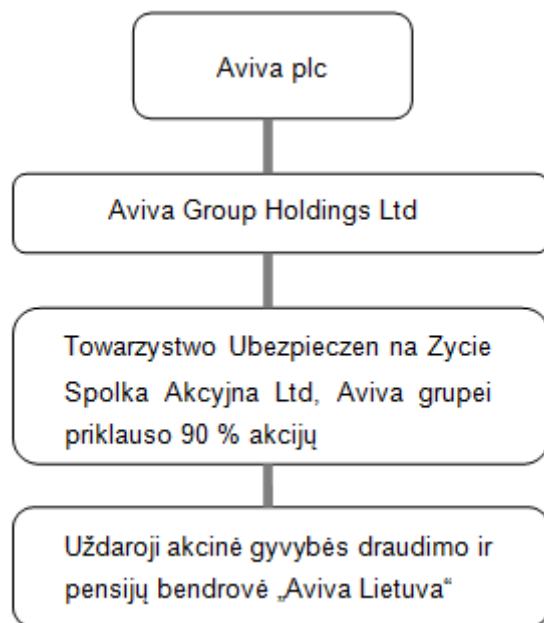 Aviva plc
Aviva Group Holdings Ltd
Towarzystwo Ubezpieczen na Zycie
Spolka Akcyjna Ltd, Aviva grupei
priklauso 90 % akcijų
Uždaroji akcinė gyvybės draudimo ir
pensijų bendrovė „Aviva Lietuva“